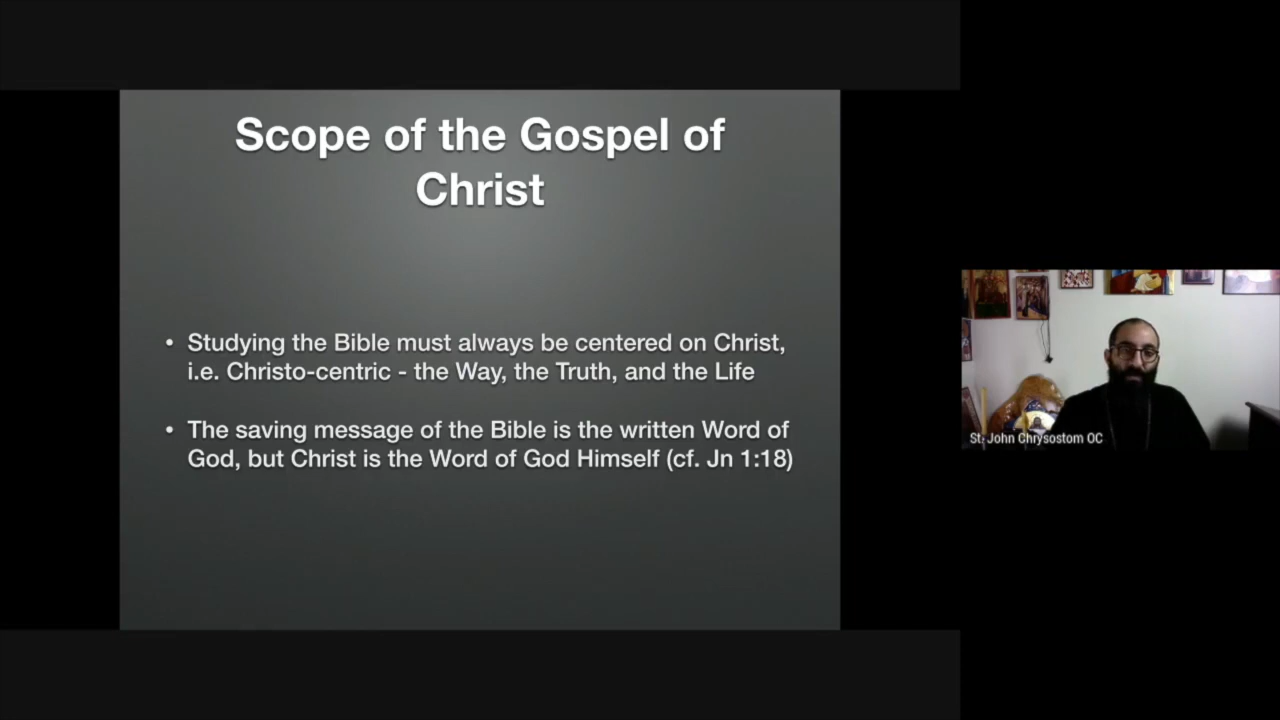 Scope of the Gospel of
Christ
• Studying the Bible must always be centered on Christ,
i.e. Christo-centric - the Way, the Truth, and the Life
• The saving message of the Bible is the written Word of
God, but Christ is the Word of God Himself (cf. Jn 1:18)
St. John Chrysostom OC